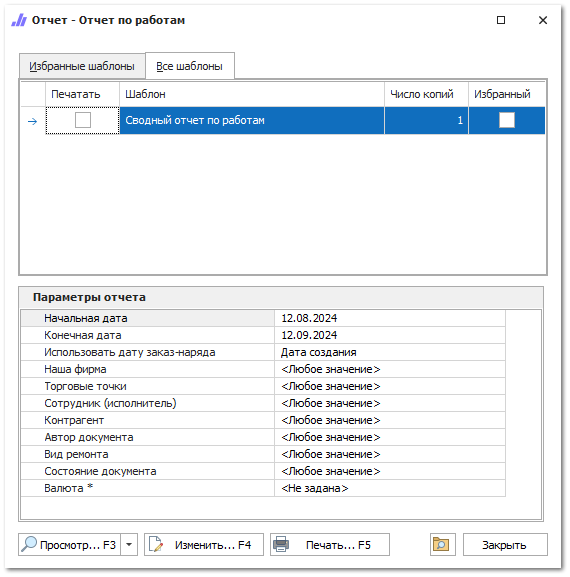 Отчет - Отчет по работам
Избранные шаблоны Все шаблоны
Печатать Шаблон Число копий Избранный
Сводный отчет по работам 1
Параметры отчета
Начальная дата 12.08.2024
Конечная дата 12.09.2024
Использовать дату заказ-наряда Дата создания
Наша фирма <Любое значение>
Торговые точки <Любое значение>
Сотрудник (исполнитель) <Любое значение>
Контрагент <Любое значение>
Автор документа <Любое значение>
Вид ремонта <Любое значение>
Состояние документа <Любое значение>
Валюта * <Не задана>
Просмотр... F3 Изменить... F4 Печать... F5 Закрыть